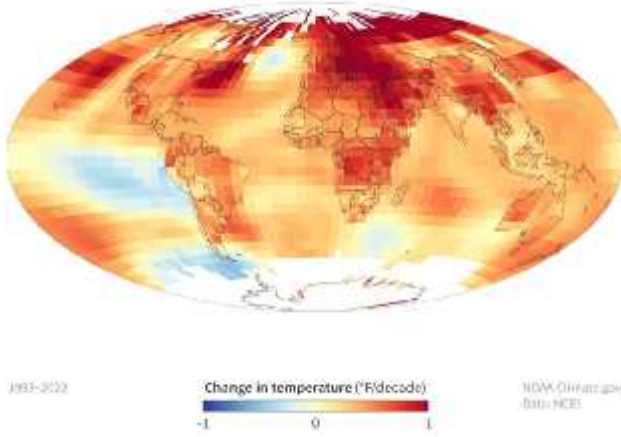 1993-2022
Change in temperature (°F/decade)
-1 0 1
NOAA Climate.gov
Data: NCEI